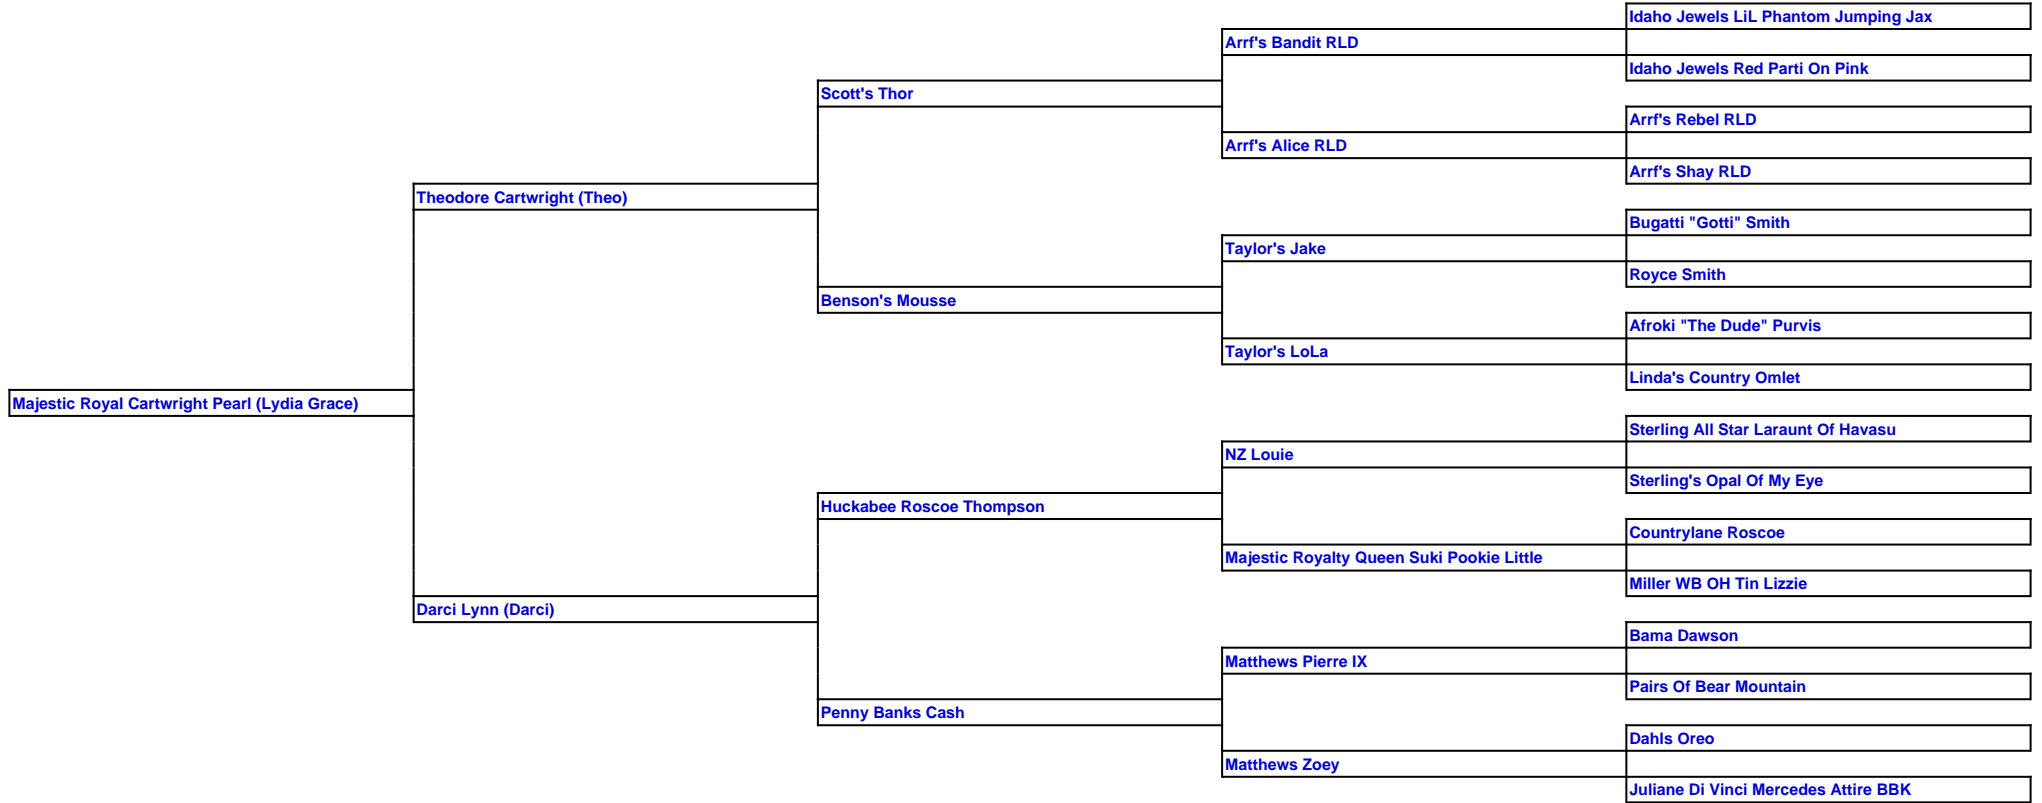 Idaho Jewels LiL Phantom Jumping Jax
Arrf's Bandit RLD
Idaho Jewels Red Parti On Pink
Scott's Thor
Arrf's Rebel RLD
Arrf's Alice RLD
Arrf's Shay RLD
Theodore Cartwright (Theo)
Bugatti "Gotti" Smith
Taylor's Jake
Royce Smith
Benson's Mousse
Afroki "The Dude" Purvis
Taylor's LoLa
Linda's Country Omlet
Majestic Royal Cartwright Pearl (Lydia Grace)
Sterling All Star Laraunt Of Havasu
NZ Louie
Sterling's Opal Of My Eye
Huckabee Roscoe Thompson
Countrylane Roscoe
Majestic Royalty Queen Suki Pookie Little
Miller WB OH Tin Lizzie
Darci Lynn (Darci)
Bama Dawson
Matthews Pierre IX
Pairs Of Bear Mountain
Penny Banks Cash
Dahls Oreo
Matthews Zoey
Juliane Di Vinci Mercedes Attire BBK